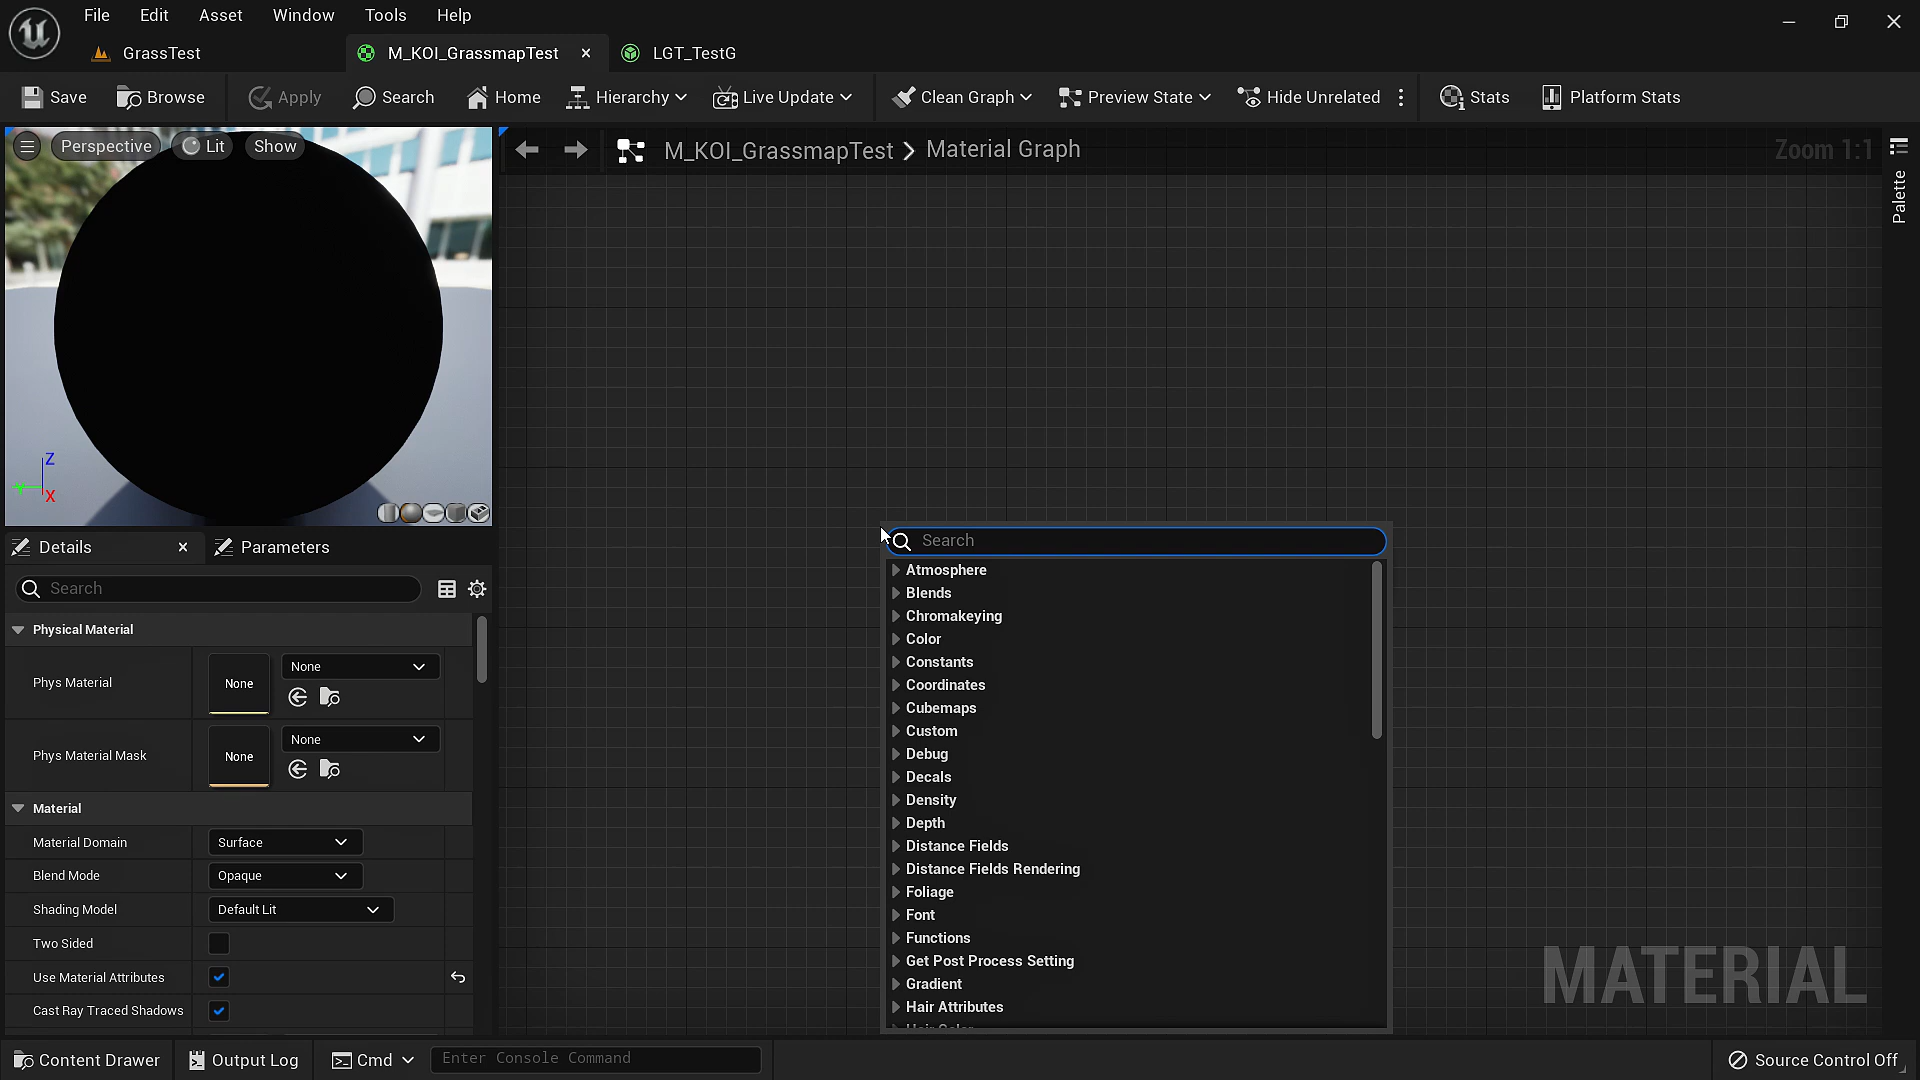 File Edit Asset Window Tools Help
GrassTest
M_KOI_GrassmapTest
LGT_TestG
Save Browse Apply Search Home Hierarchy Live Update Clean Graph Preview State Hide Unrelated Stats Platform Stats
Perspective Lit Show
M_KOI_GrassmapTest Material Graph
Zoom 1:1
Palette
Z
Y
X
Details
Parameters
Search
Physical Material
Phys Material
None
None
Phys Material Mask
None
None
Material
Material Domain
Surface
Blend Mode
Opaque
Shading Model
Default Lit
Two Sided
Use Material Attributes
Cast Ray Traced Shadows
Search
Atmosphere
Blends
Chromakeying
Color
Constants
Coordinates
Cubemaps
Custom
Debug
Decals
Density
Depth
Distance Fields
Distance Fields Rendering
Foliage
Font
Functions
Get Post Process Setting
Gradient
Hair Attributes
Hair Color
MATERIAL
Content Drawer
Output Log
Cmd
Enter Console Command
Source Control Off